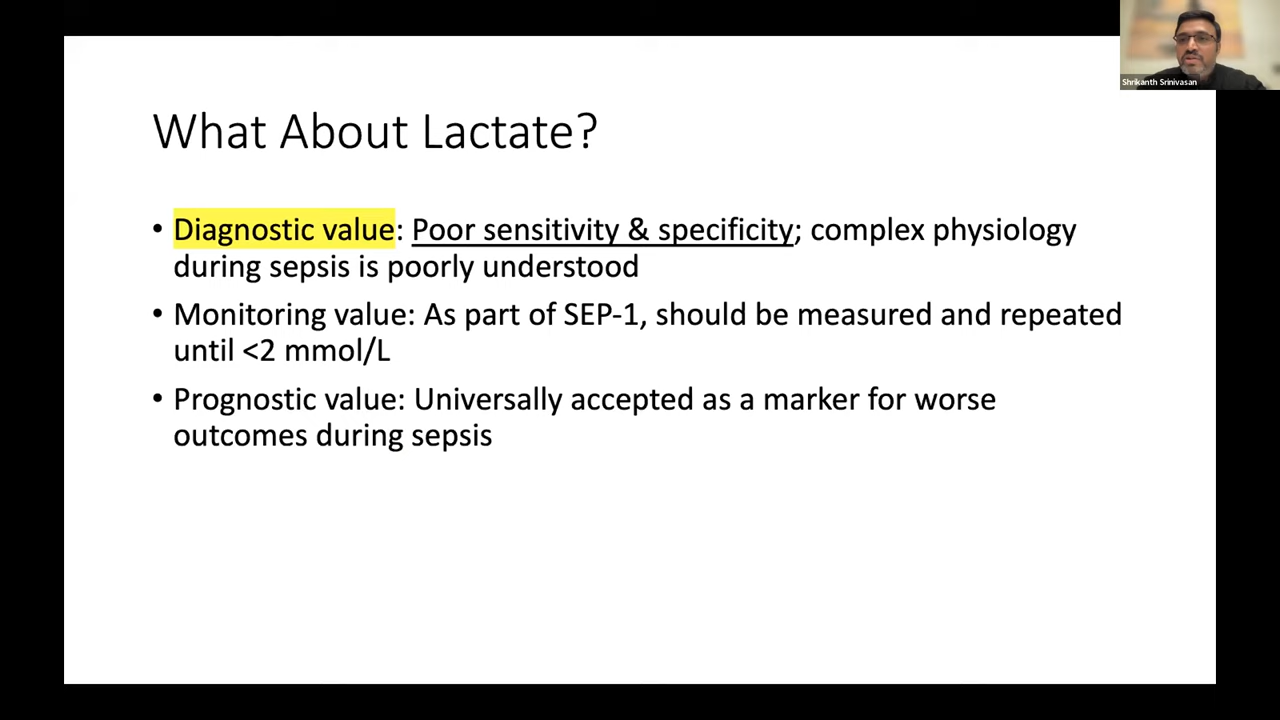 Shrikanth Srinivasan
What About Lactate?
• Diagnostic value: Poor sensitivity & specificity; complex physiology
during sepsis is poorly understood
• Monitoring value: As part of SEP-1, should be measured and repeated
until <2 mmol/L
• Prognostic value: Universally accepted as a marker for worse
outcomes during sepsis